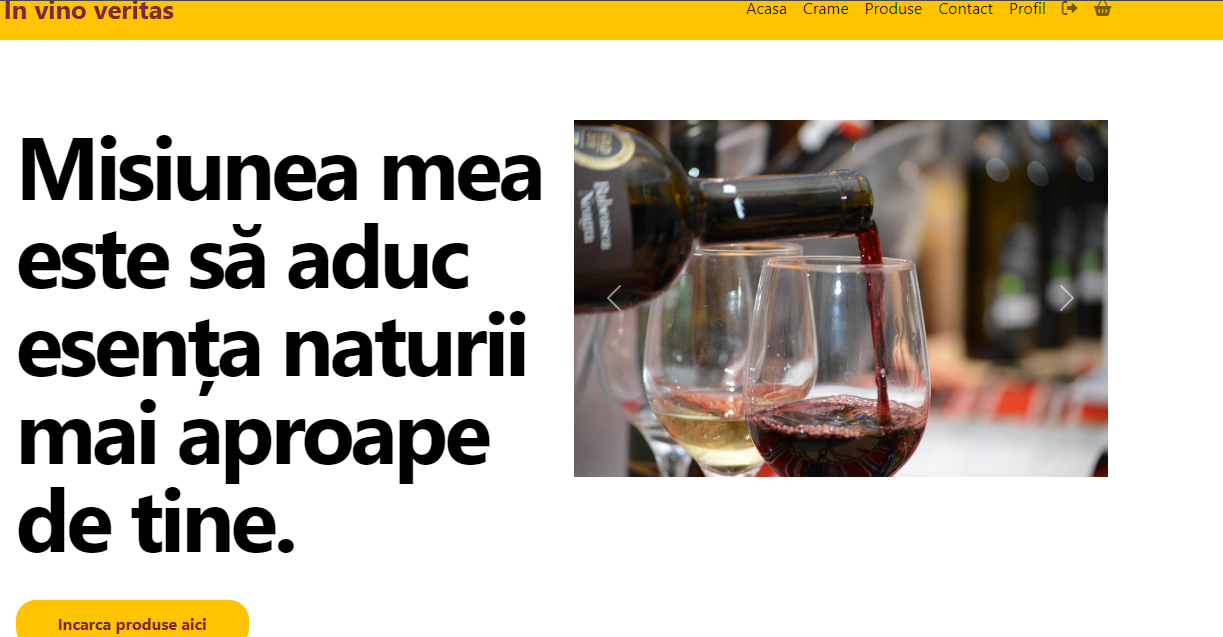 In vino veritas
Acasa Crame Produse Contact Profil
Misiunea mea
este să aduc
esența naturii
mai aproape
de tine.
Rabeasca
Neagra
Incarca produse aici